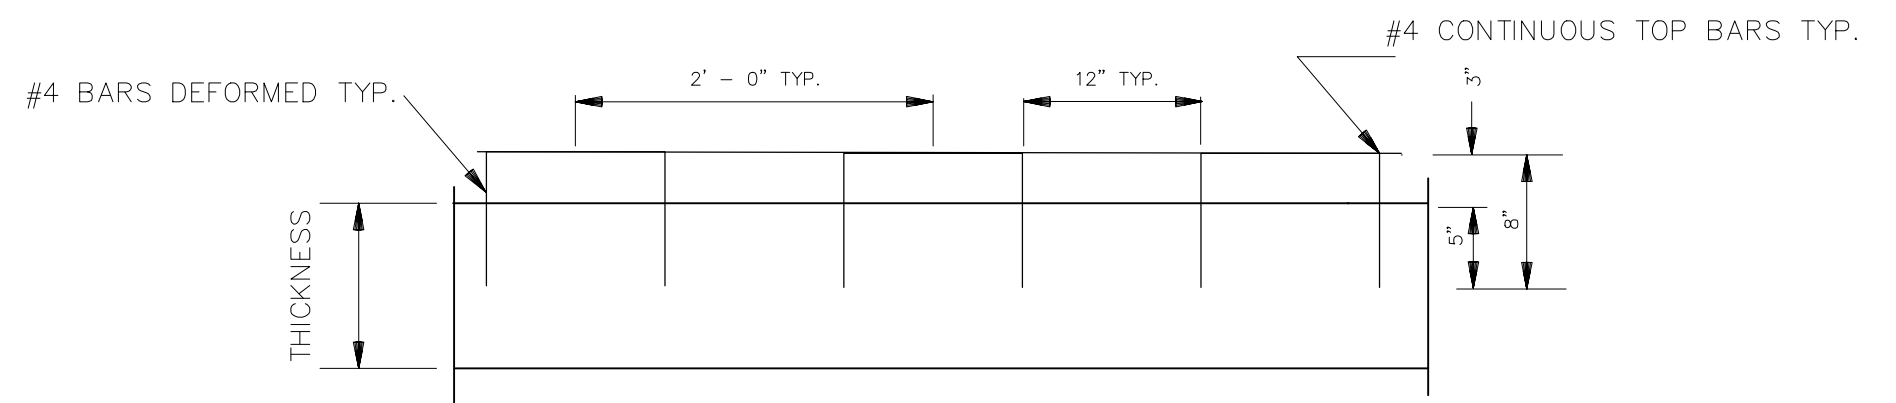 #4 CONTINUOUS TOP BARS TYP.
#4 BARS DEFORMED TYP.
2' - 0" TYP.
12" TYP.
3"
THICKNESS
5"
8"